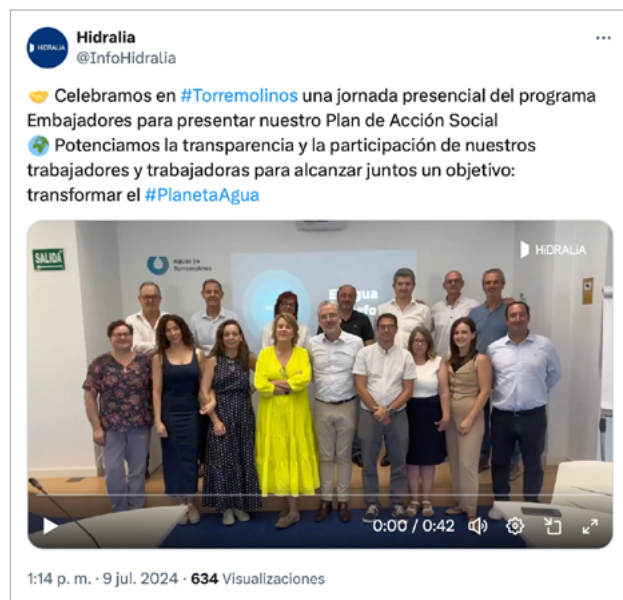 Hidralia
@InfoHidralia
HIDRALIA
🤝 Celebramos en #Torremolinos una jornada presencial del programa
Embajadores para presentar nuestro Plan de Acción Social
🌍 Potenciamos la transparencia y la participación de nuestros
trabajadores y trabajadoras para alcanzar juntos un objetivo:
transformar el #PlanetaAgua
SALIDA
Aguas de
Torremolinos
HIDRALIA
0:00 / 0:42
1:14 p. m. · 9 jul. 2024 · 634 Visualizaciones